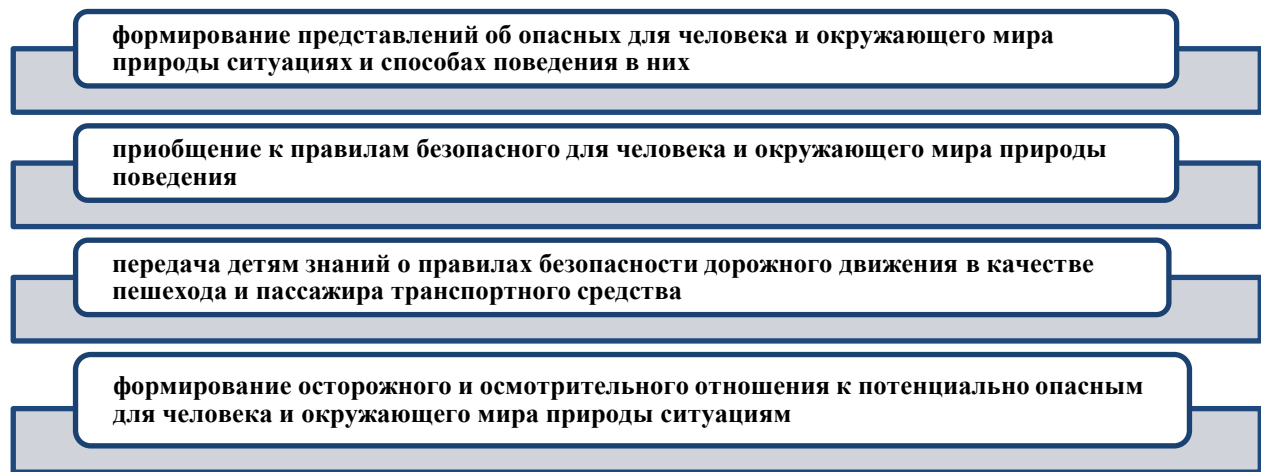 формирование представлений об опасных для человека и окружающего мира
природы ситуациях и способах поведения в них
приобщение к правилам безопасного для человека и окружающего мира природы
поведения
передача детям знаний о правилах безопасности дорожного движения в качестве
пешехода и пассажира транспортного средства
формирование осторожного и осмотрительного отношения к потенциально опасным
для человека и окружающего мира природы ситуациям